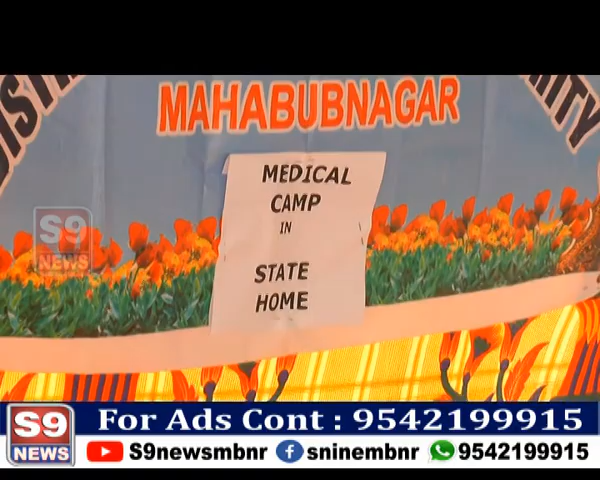 MAHABUBNAGAR
MEDICAL
CAMP
IN
STATE
HOME
S9
NEWS
S9
NEWS
For Ads Cont : 9542199915
S9newsmbnr sninembnr 9542199915